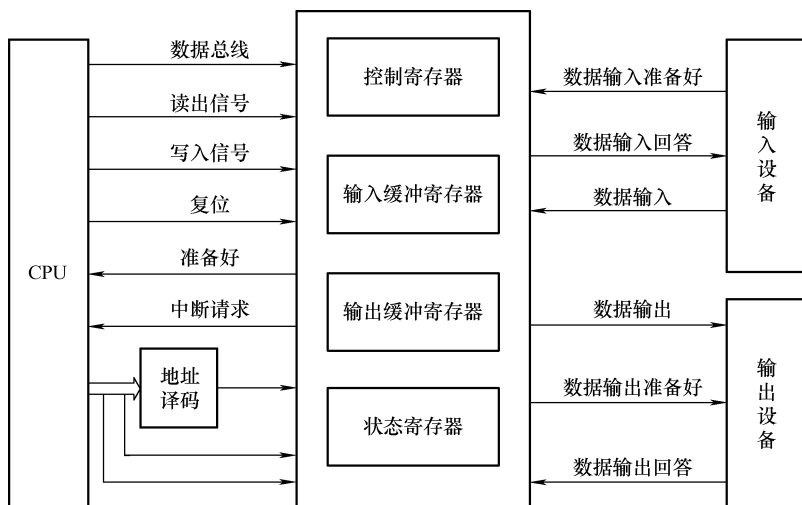 CPU
数据总线
读出信号
写入信号
复位
准备好
中断请求
地址
译码
控制寄存器
输入缓冲寄存器
输出缓冲寄存器
状态寄存器
数据输入准备好
数据输入回答
数据输入
数据输出
数据输出准备好
数据输出回答
输入设备
输出设备